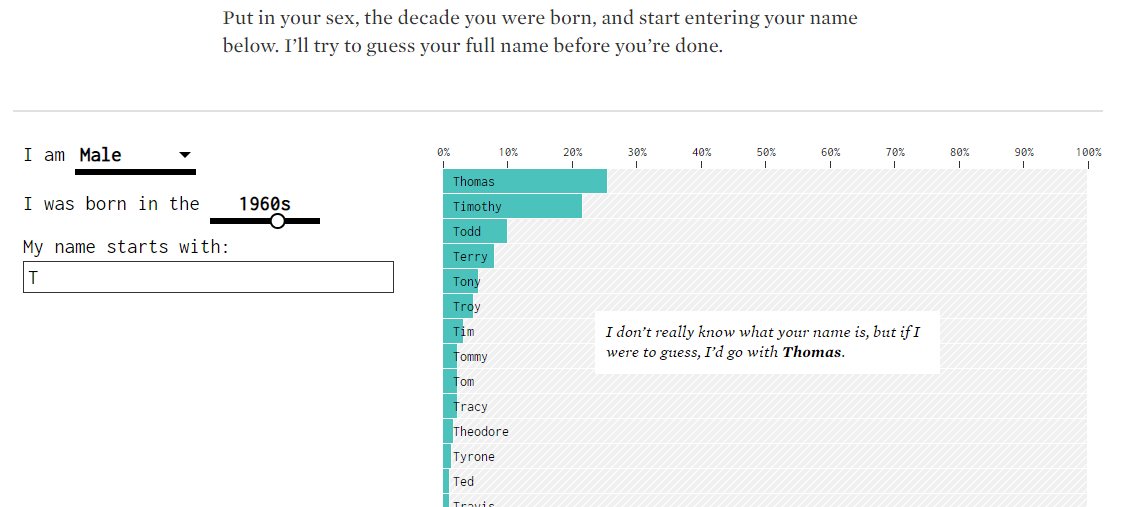 Put in your sex, the decade you were born, and start entering your name
below. I’ll try to guess your full name before you’re done.
I am Male
I was born in the 1960s
My name starts with:
T
0% 10% 20% 30% 40% 50% 60% 70% 80% 90% 100%
Thomas
Timothy
Todd
Terry
Tony
Troy
Tim
Tommy
Tom
Tracy
Theodore
Tyrone
Ted
Travis
I don’t really know what your name is, but if I
were to guess, I’d go with Thomas.